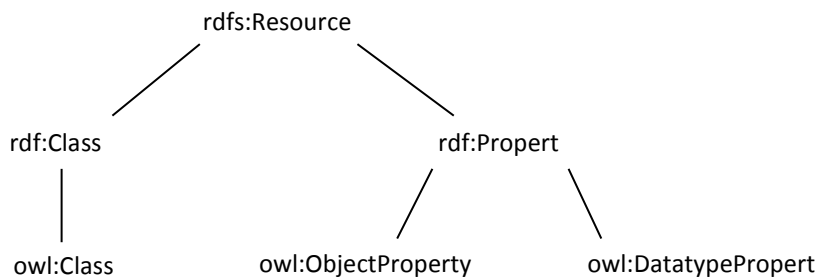 rdfs:Resource
rdf:Class
rdf:Propert
owl:Class
owl:ObjectProperty
owl:DatatypePropert